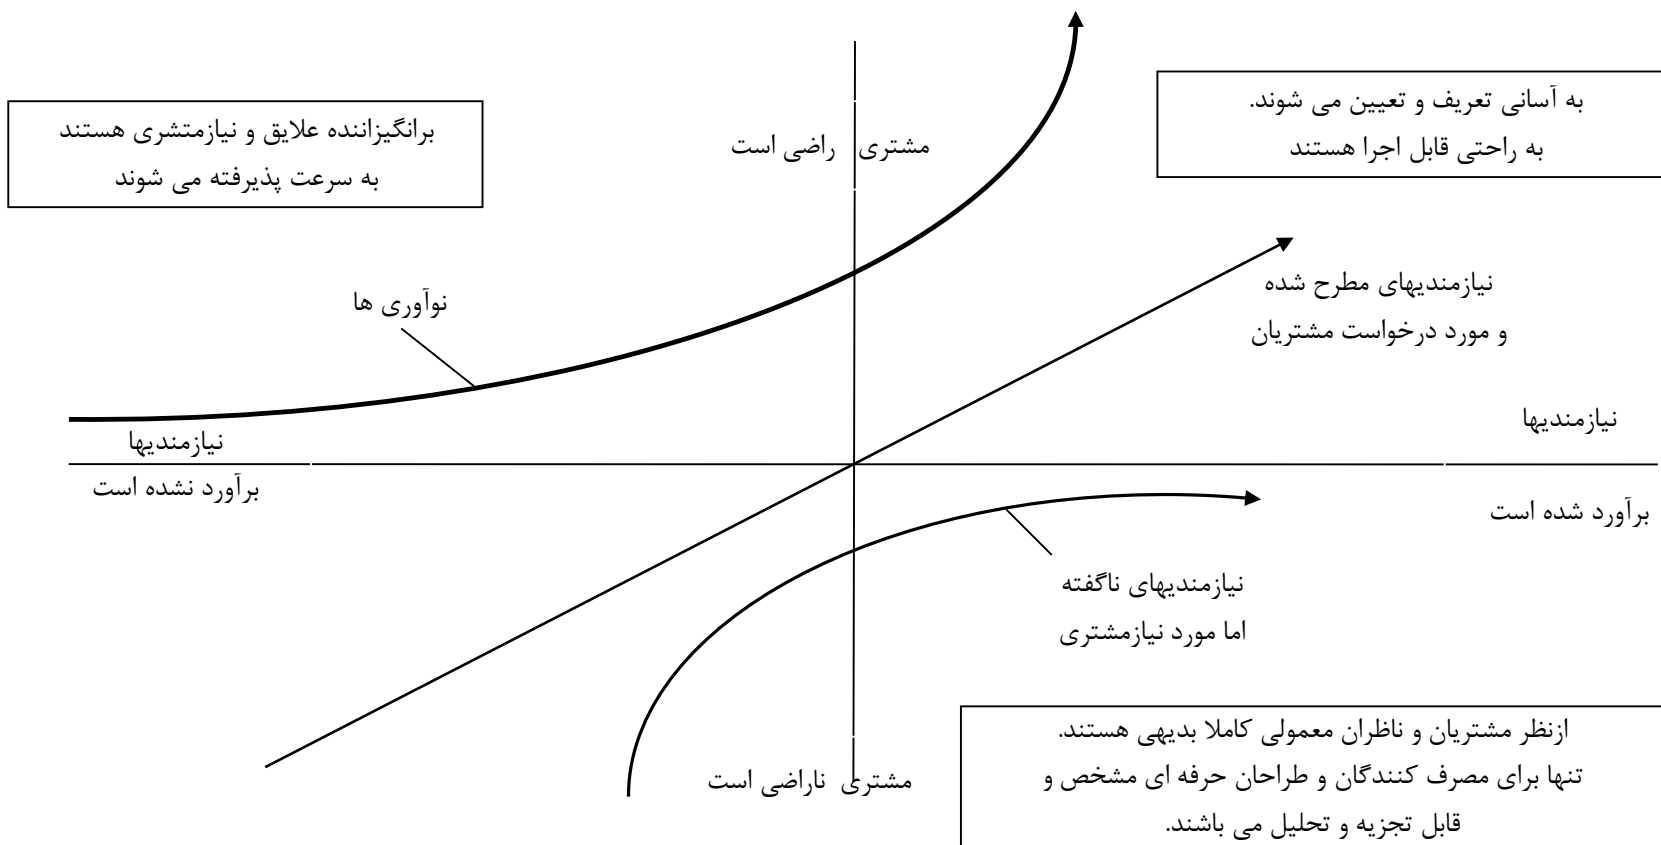 به آسانی تعریف و تعیین می شوند.
به راحتی قابل اجرا هستند
برانگیزاننده علایق و نیازمتشری هستند
به سرعت پذیرفته می شوند
مشتری راضی است
نیازمندیهای مطرح شده
و مورد درخواست مشتریان
نوآوری ها
نیازمندیها
برآورد شده است
نیازمندیها
برآورد نشده است
نیازمندیهای ناگفته
اما مورد نیازمشتری
مشتری ناراضی است
ازنظر مشتریان و ناظران معمولی کاملا بدیهی هستند.
تنها برای مصرف کنندگان و طراحان حرفه ای مشخص و
قابل تجزیه و تحلیل می باشند.